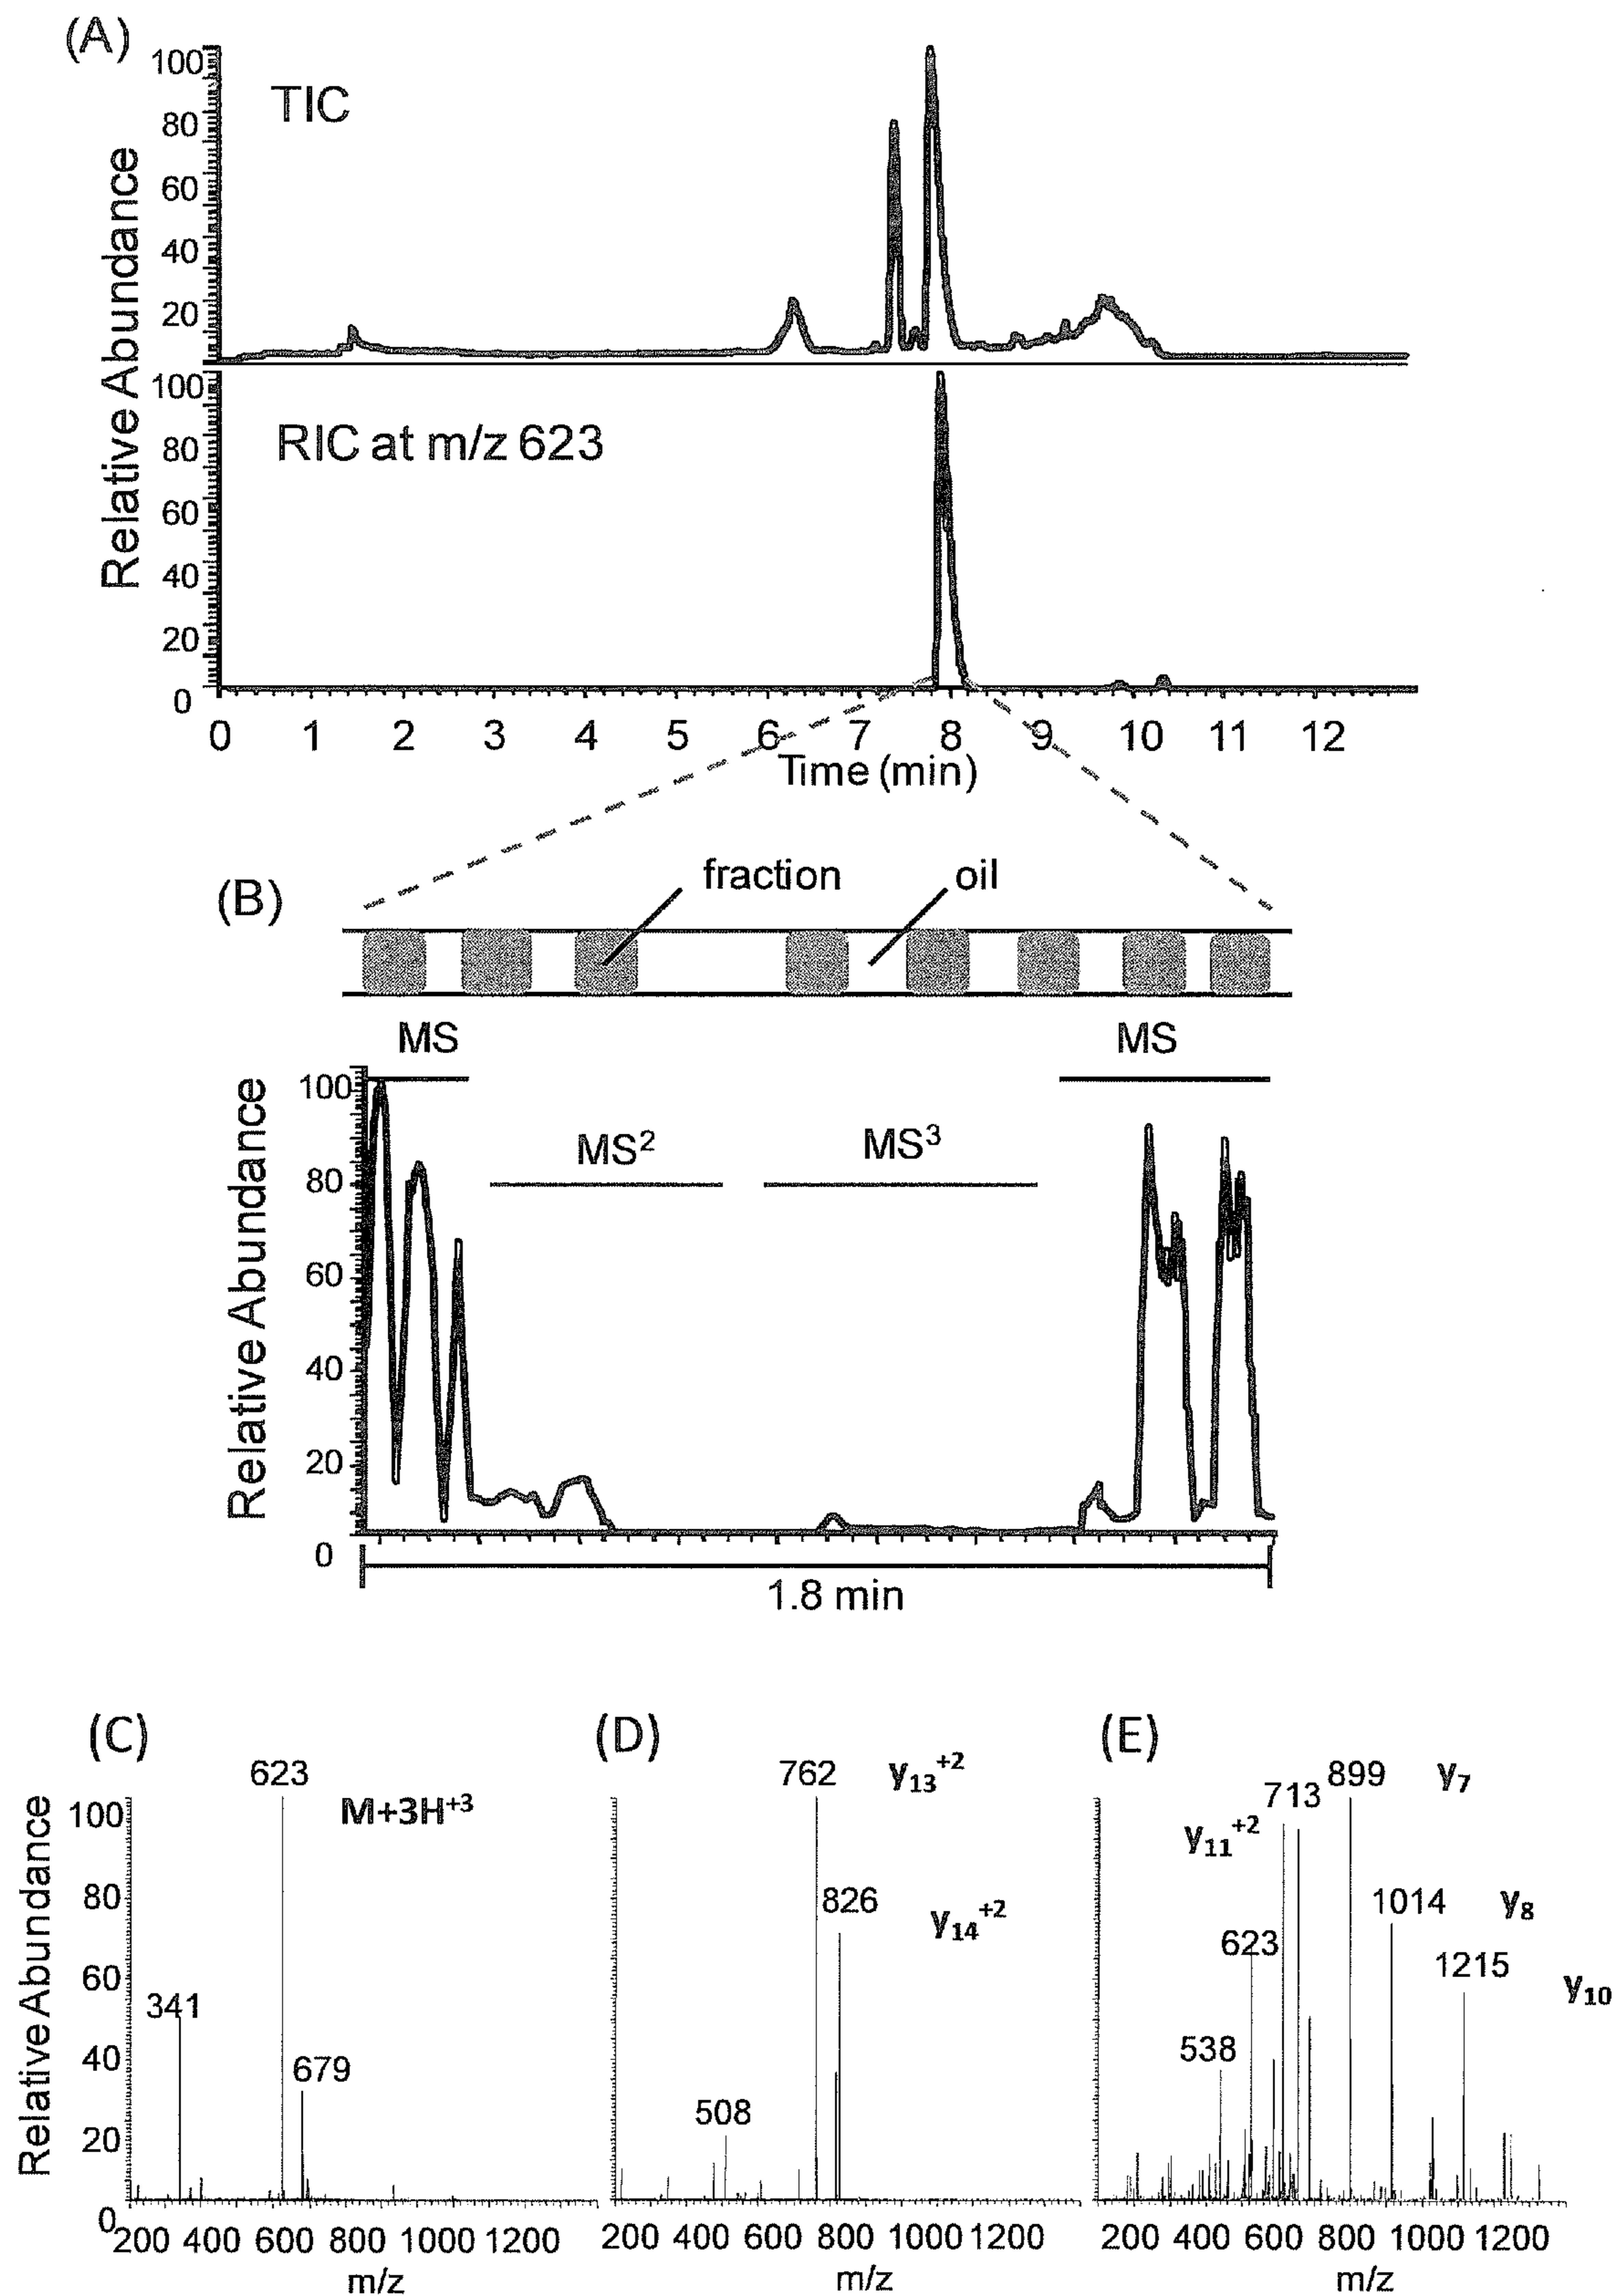 (A)
TIC
Relative Abundance
100
80
60
40
20
RIC at m/z 623
Relative Abundance
100
80
60
40
20
0
0 1 2 3 4 5 6 7 8 9 10 11 12
Time (min)
(B)
fraction
oil
MS
MS
MS²
MS³
Relative Abundance
100
80
60
40
20
0
1.8 min
(C)
623
M+3H⁺³
341
679
Relative Abundance
100
80
60
40
20
0
200 400 600 800 1000 1200
m/z
(D)
762
y₁₃⁺²
826
y₁₄⁺²
508
200 400 600 800 1000 1200
m/z
(E)
713
899
y₇
y₁₁⁺²
1014
y₈
623
1215
y₁₀
538
200 400 600 800 1000 1200
m/z